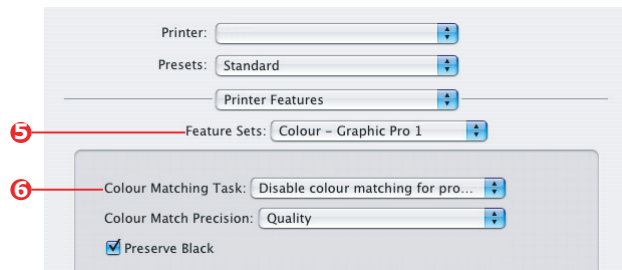 Printer:
Presets: Standard
Printer Features
5 Feature Sets: Colour – Graphic Pro 1
6 Colour Matching Task: Disable colour matching for pro...
Colour Match Precision: Quality
Preserve Black